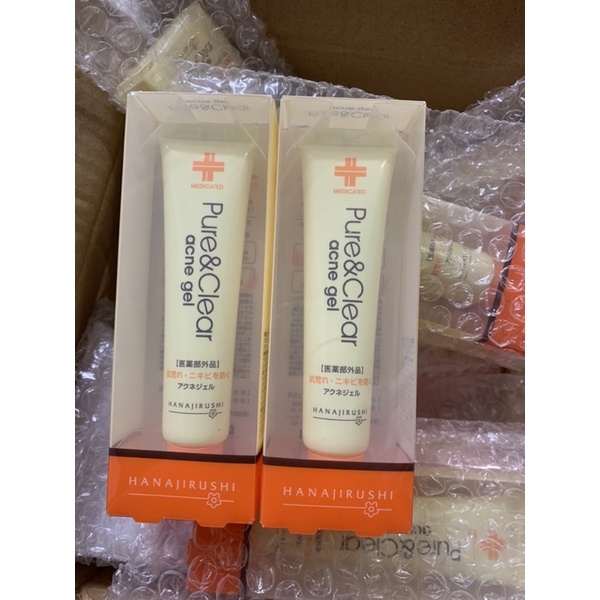 MEDICATED
Pure&Clear
acne gel
【医薬部外品】
肌荒れ・ニキビを防ぐ
アクネジェル
HANAJIRUSHI
HANAJIRUSHI
MEDICATED
Pure&Clear
acne gel
【医薬部外品】
肌荒れ・ニキビを防ぐ
アクネジェル
HANAJIRUSHI
HANAJIRUSHI
Pure&Clear